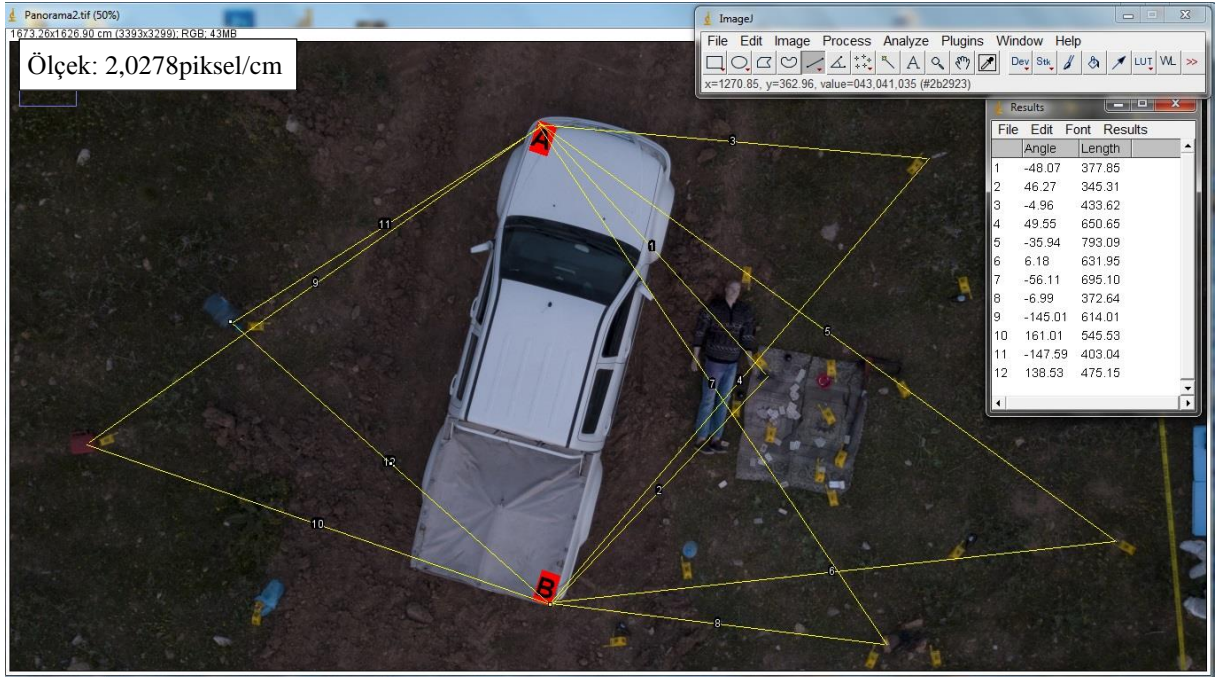 Panorama2.tif (50%)
1673.26x1626.90 cm (3393x3299); RGB; 43MB
Ölçek: 2,0278piksel/cm
ImageJ
File Edit Image Process Analyze Plugins Window Help
Dev Stk LUT >>
x=1270.85, y=362.96, value=043,041,035 (#2b2923)
Results
File Edit Font Results
Angle Length
1 -48.07 377.85
2 46.27 345.31
3 -4.96 433.62
4 49.55 650.65
5 -35.94 793.09
6 6.18 631.95
7 -56.11 695.10
8 -6.99 372.64
9 -145.01 614.01
10 161.01 545.53
11 -147.59 403.04
12 138.53 475.15
A
3
11
1
9
5
4
7
12
2
10
B
6
8